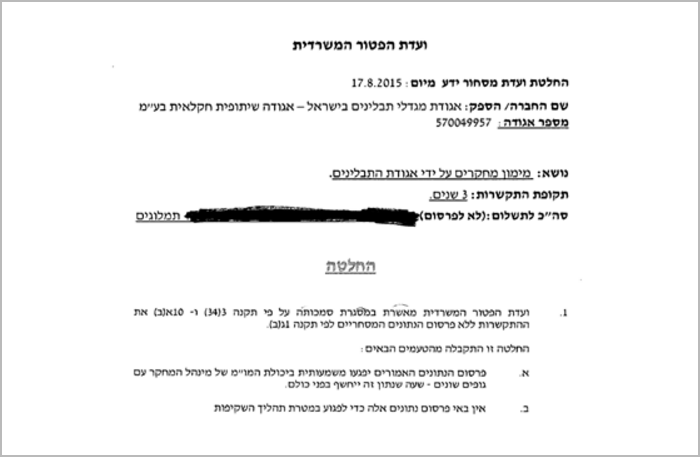 ועדת הפטור המשרדית
החלטת ועדת מסחור ידע מיום : 17.8.2015
שם החברה/ הספק: אגודת מגדלי תבלינים בישראל – אגודה שיתופית חקלאית בע״מ
מספר אגודה : 570049957
נושא: מימון מחקרים על ידי אגודת התבלינים.
תקופת התקשרות: 3 שנים.
סה״כ לתשלום:(לא לפרסום) - תמלוגים
החלטה
1. ועדת הפטור המשרדית מאשרת במסגרת סמכותה על פי תקנה 3(34) ו- 10א(ב) את
ההתקשרות ללא פרסום הנתונים המסחריים לפי תקנה 1ג(ב).
החלטה זו התקבלה מהטעמים הבאים :
א. פרסום הנתונים האמורים יפגעו משמעותית ביכולת המו״מ של מינהל המחקר עם
גופים שונים - שעה שנתון זה ייחשף בפני כולם.
ב. אין באי פרסום נתונים אלה כדי לפגוע במטרת תהליך השקיפות